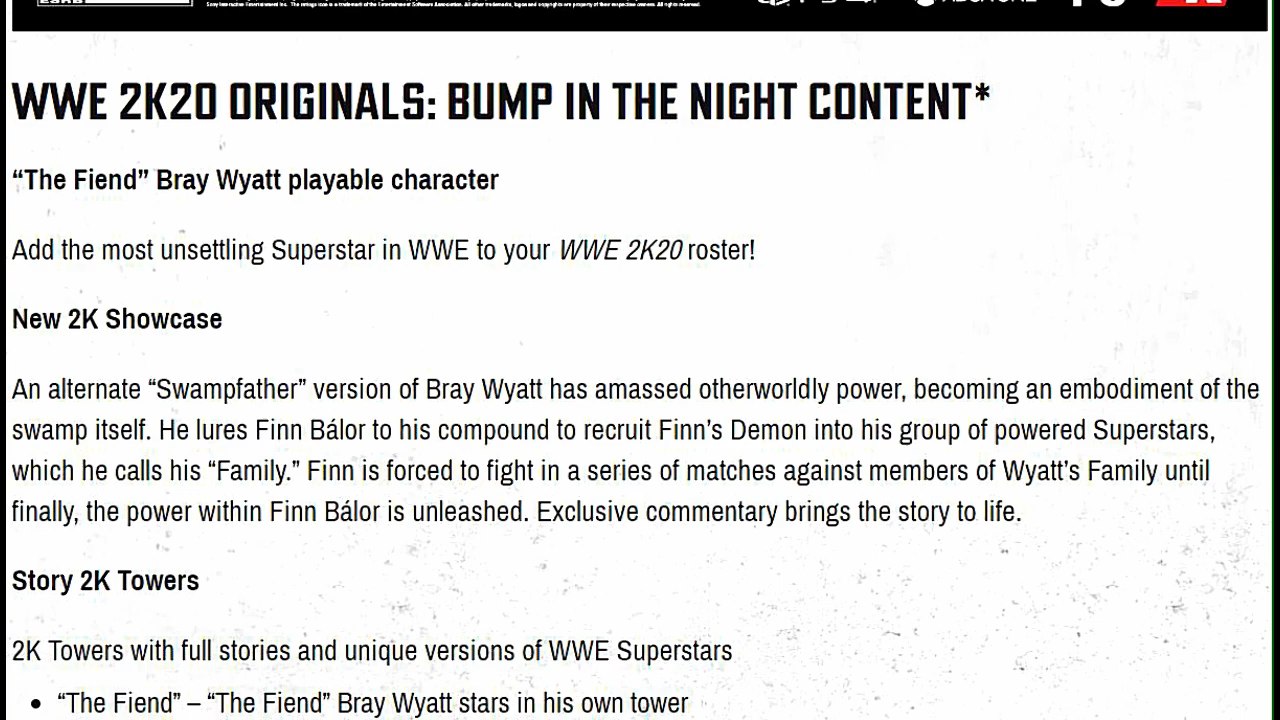 WWE 2K20 ORIGINALS: BUMP IN THE NIGHT CONTENT*
“The Fiend” Bray Wyatt playable character
Add the most unsettling Superstar in WWE to your WWE 2K20 roster!
New 2K Showcase
An alternate “Swampfather” version of Bray Wyatt has amassed otherworldly power, becoming an embodiment of the
swamp itself. He lures Finn Bálor to his compound to recruit Finn’s Demon into his group of powered Superstars,
which he calls his “Family.” Finn is forced to fight in a series of matches against members of Wyatt’s Family until
finally, the power within Finn Bálor is unleashed. Exclusive commentary brings the story to life.
Story 2K Towers
2K Towers with full stories and unique versions of WWE Superstars
• “The Fiend” – “The Fiend” Bray Wyatt stars in his own tower